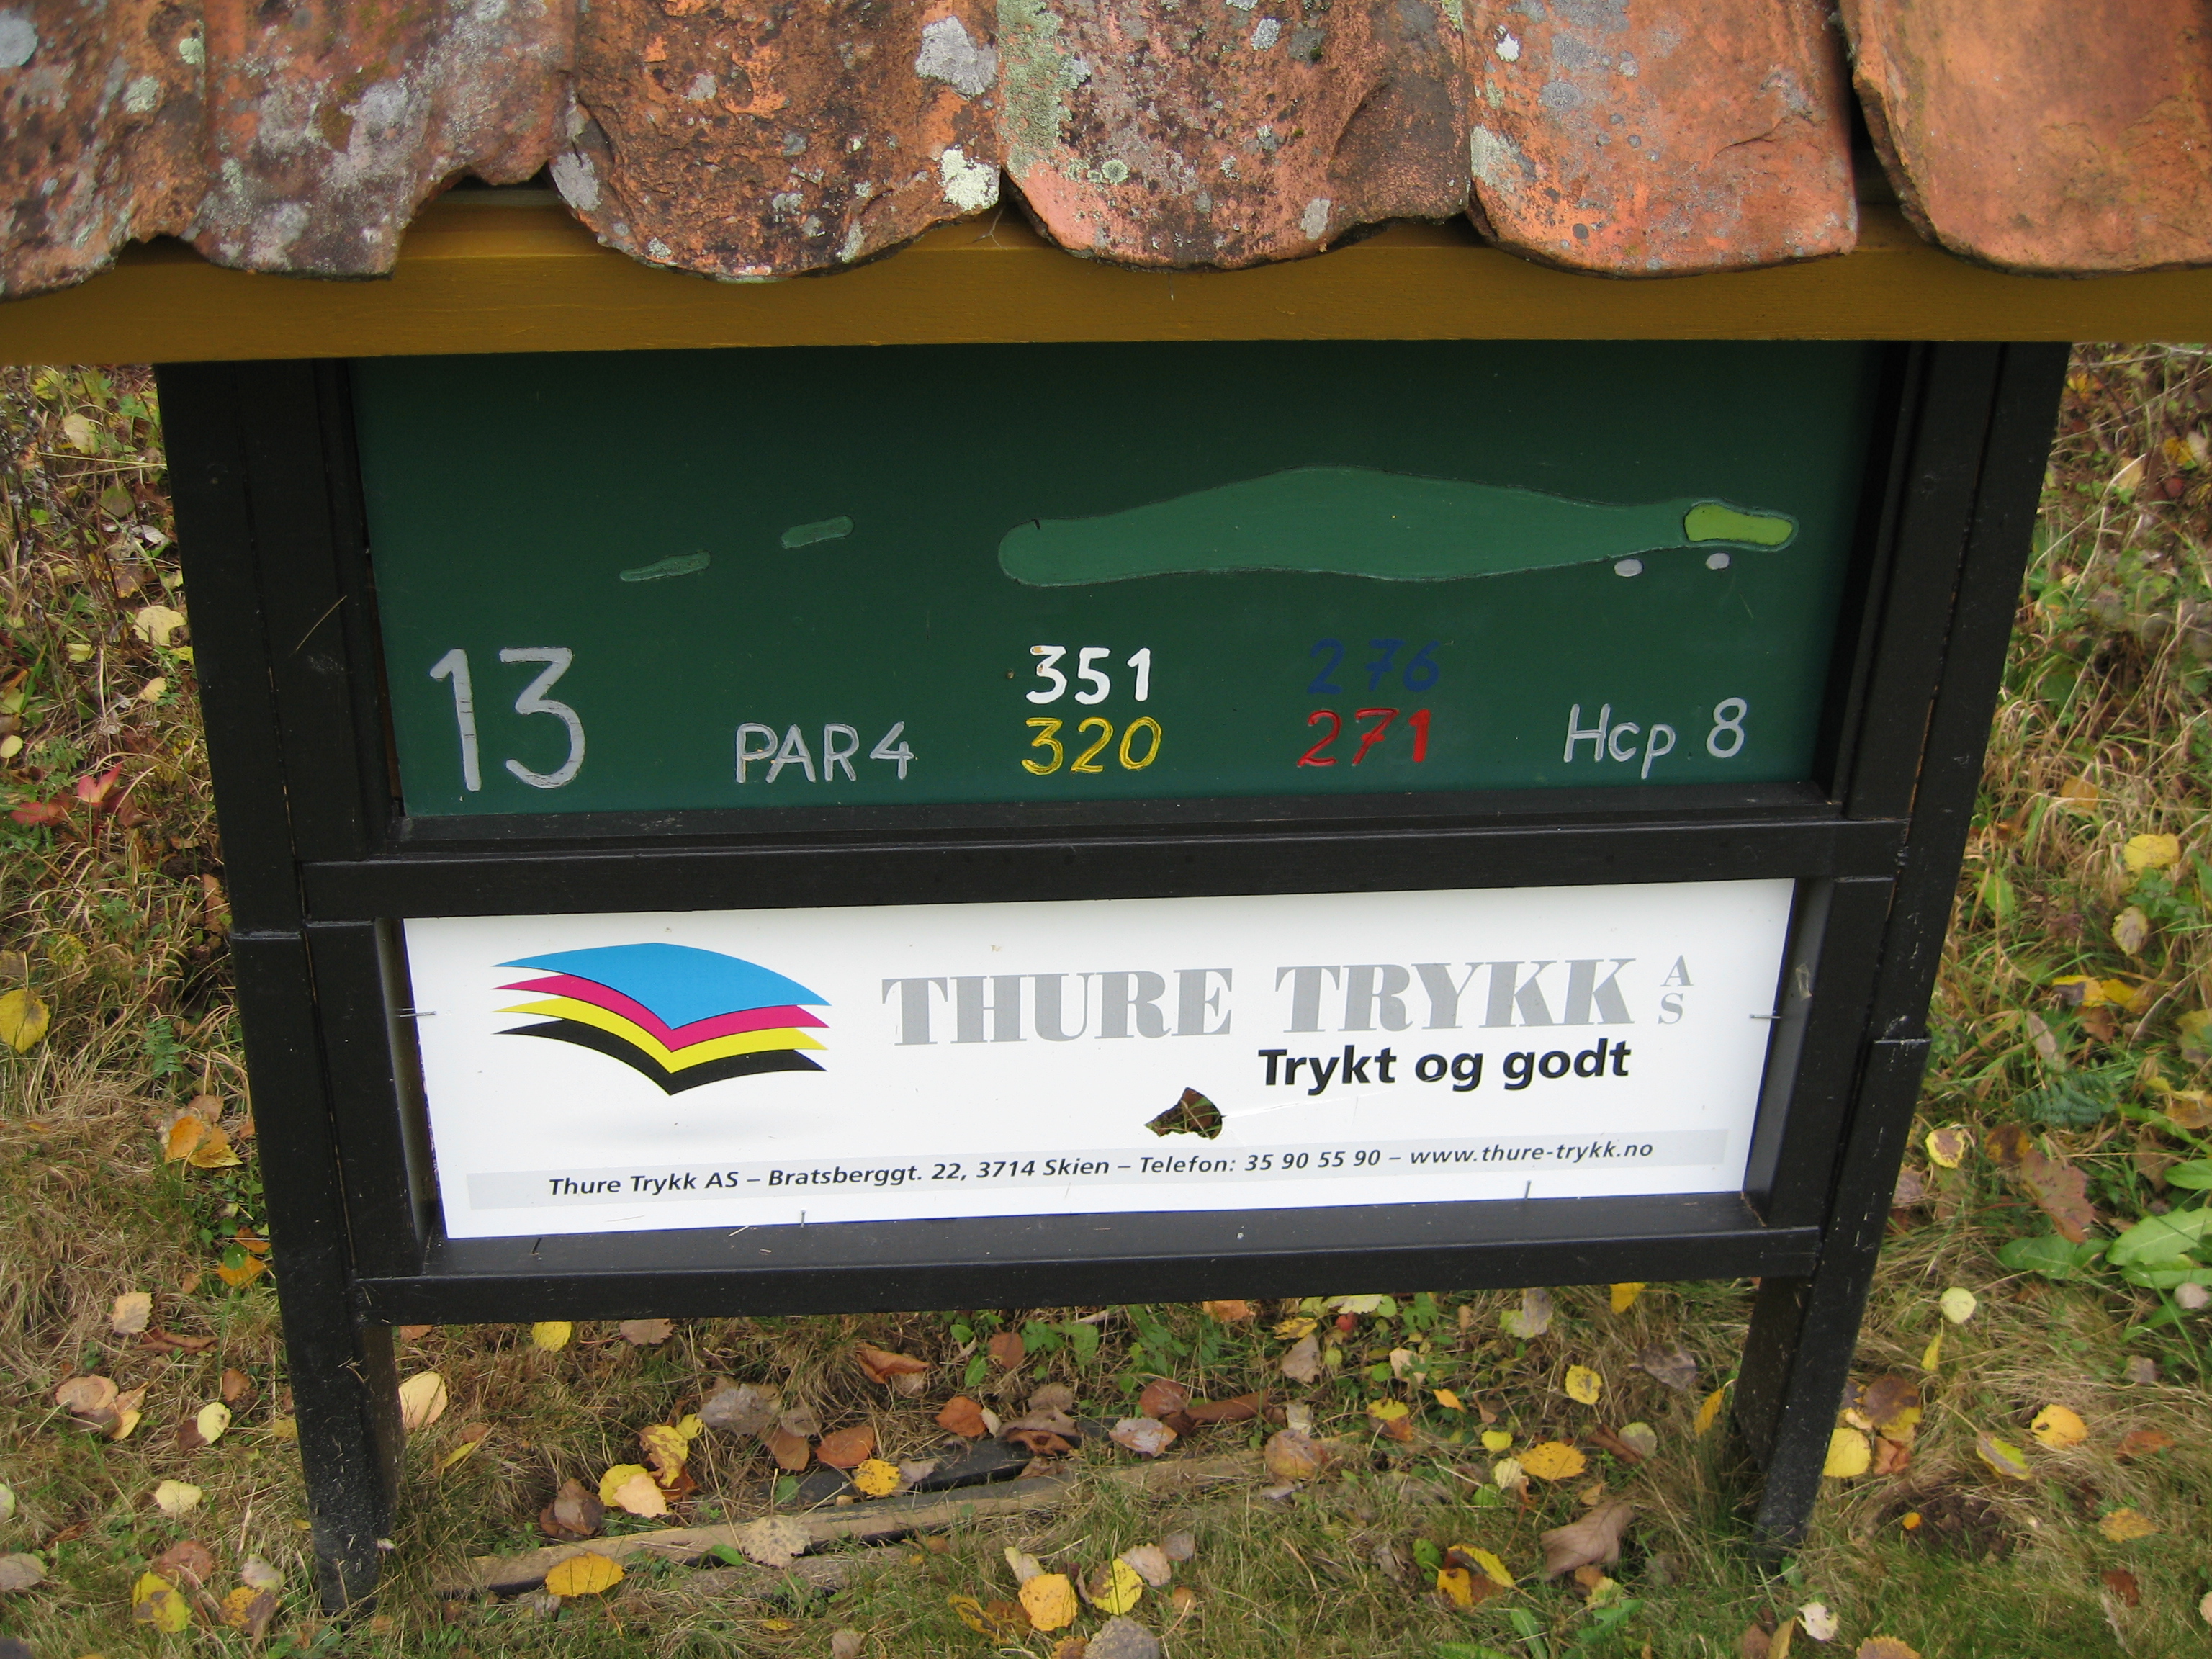 351 276
13 PAR4 320 271 Hcp 8
THURE TRYKK AS
Trykt og godt
Thure Trykk AS – Bratsberggt. 22, 3714 Skien – Telefon: 35 90 55 90 – www.thure-trykk.no